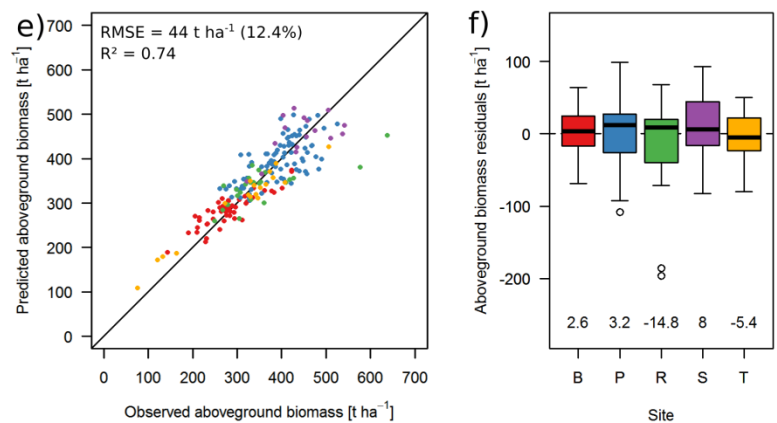 e)
RMSE = 44 t ha⁻¹ (12.4%)
R² = 0.74
Predicted aboveground biomass [t ha⁻¹]
700
600
500
400
300
200
100
0
0 100 200 300 400 500 600 700
Observed aboveground biomass [t ha⁻¹]
f)
Aboveground biomass residuals [t ha⁻¹]
100
0
-100
-200
2.6 3.2 -14.8 8 -5.4
B P R S T
Site